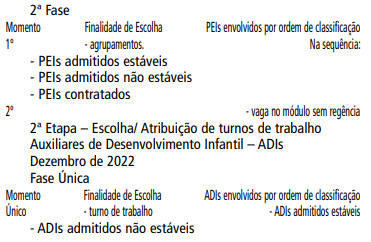 2ª Fase
Momento Finalidade de Escolha PEIs envolvidos por ordem de classificação
1º - agrupamentos. Na sequência:
- PEIs admitidos estáveis
- PEIs admitidos não estáveis
- PEIs contratados
2º - vaga no módulo sem regência
2ª Etapa – Escolha/ Atribuição de turnos de trabalho
Auxiliares de Desenvolvimento Infantil – ADIs
Dezembro de 2022
Fase Única
Momento Finalidade de Escolha ADIs envolvidos por ordem de classificação
Único - turno de trabalho - ADIs admitidos estáveis
- ADIs admitidos não estáveis